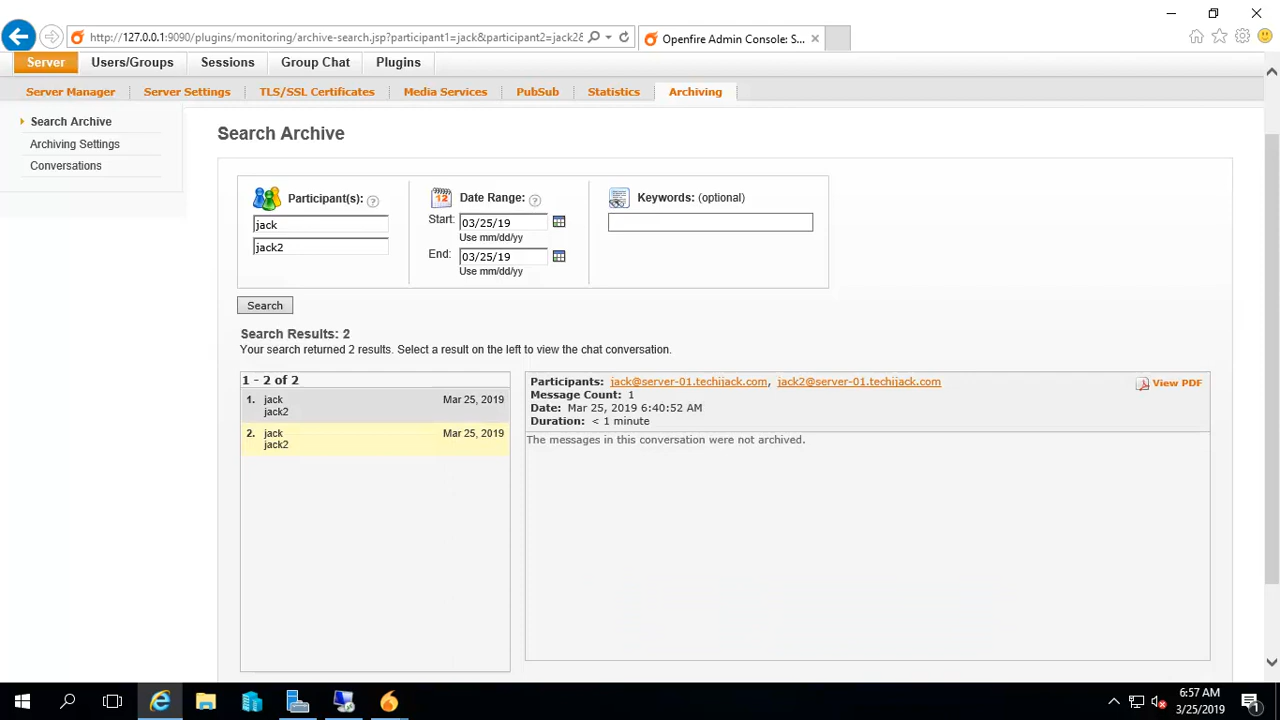 http://127.0.0.1:9090/plugins/monitoring/archive-search.jsp?participant1=jack&participant2=jack2&
Openfire Admin Console: S...
Server
Users/Groups
Sessions
Group Chat
Plugins
Server Manager
Server Settings
TLS/SSL Certificates
Media Services
PubSub
Statistics
Archiving
Search Archive
Archiving Settings
Conversations
Search Archive
Participant(s):
jack
jack2
12
Date Range:
Start: 03/25/19
Use mm/dd/yy
End: 03/25/19
Use mm/dd/yy
Keywords: (optional)
Search
Search Results: 2
Your search returned 2 results. Select a result on the left to view the chat conversation.
1 - 2 of 2
1. jack Mar 25, 2019
jack2
2. jack Mar 25, 2019
jack2
Participants: jack@server-01.techijack.com, jack2@server-01.techijack.com
View PDF
Message Count: 1
Date: Mar 25, 2019 6:40:52 AM
Duration: < 1 minute
The messages in this conversation were not archived.
6:57 AM
3/25/2019
1